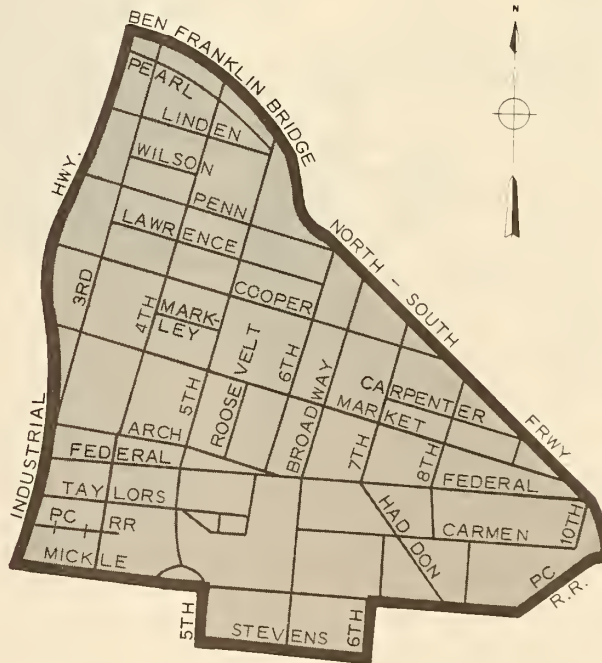 N
BEN FRANKLIN BRIDGE
PEARL
LINDEN
WILSON
HWY.
PENN
LAWRENCE
NORTH - SOUTH
3RD
4TH
MARK-
LEY
COOPER
5TH
ROOSEVELT
6TH
BROADWAY
CARPENTER
MARKET
7TH
8TH
FRWY
INDUSTRIAL
ARCH
FEDERAL
FEDERAL
TAYLORS
HADDON
CARMEN
10TH
PC RR
MICKLE
PC
R.R.
5TH
STEVENS
6TH